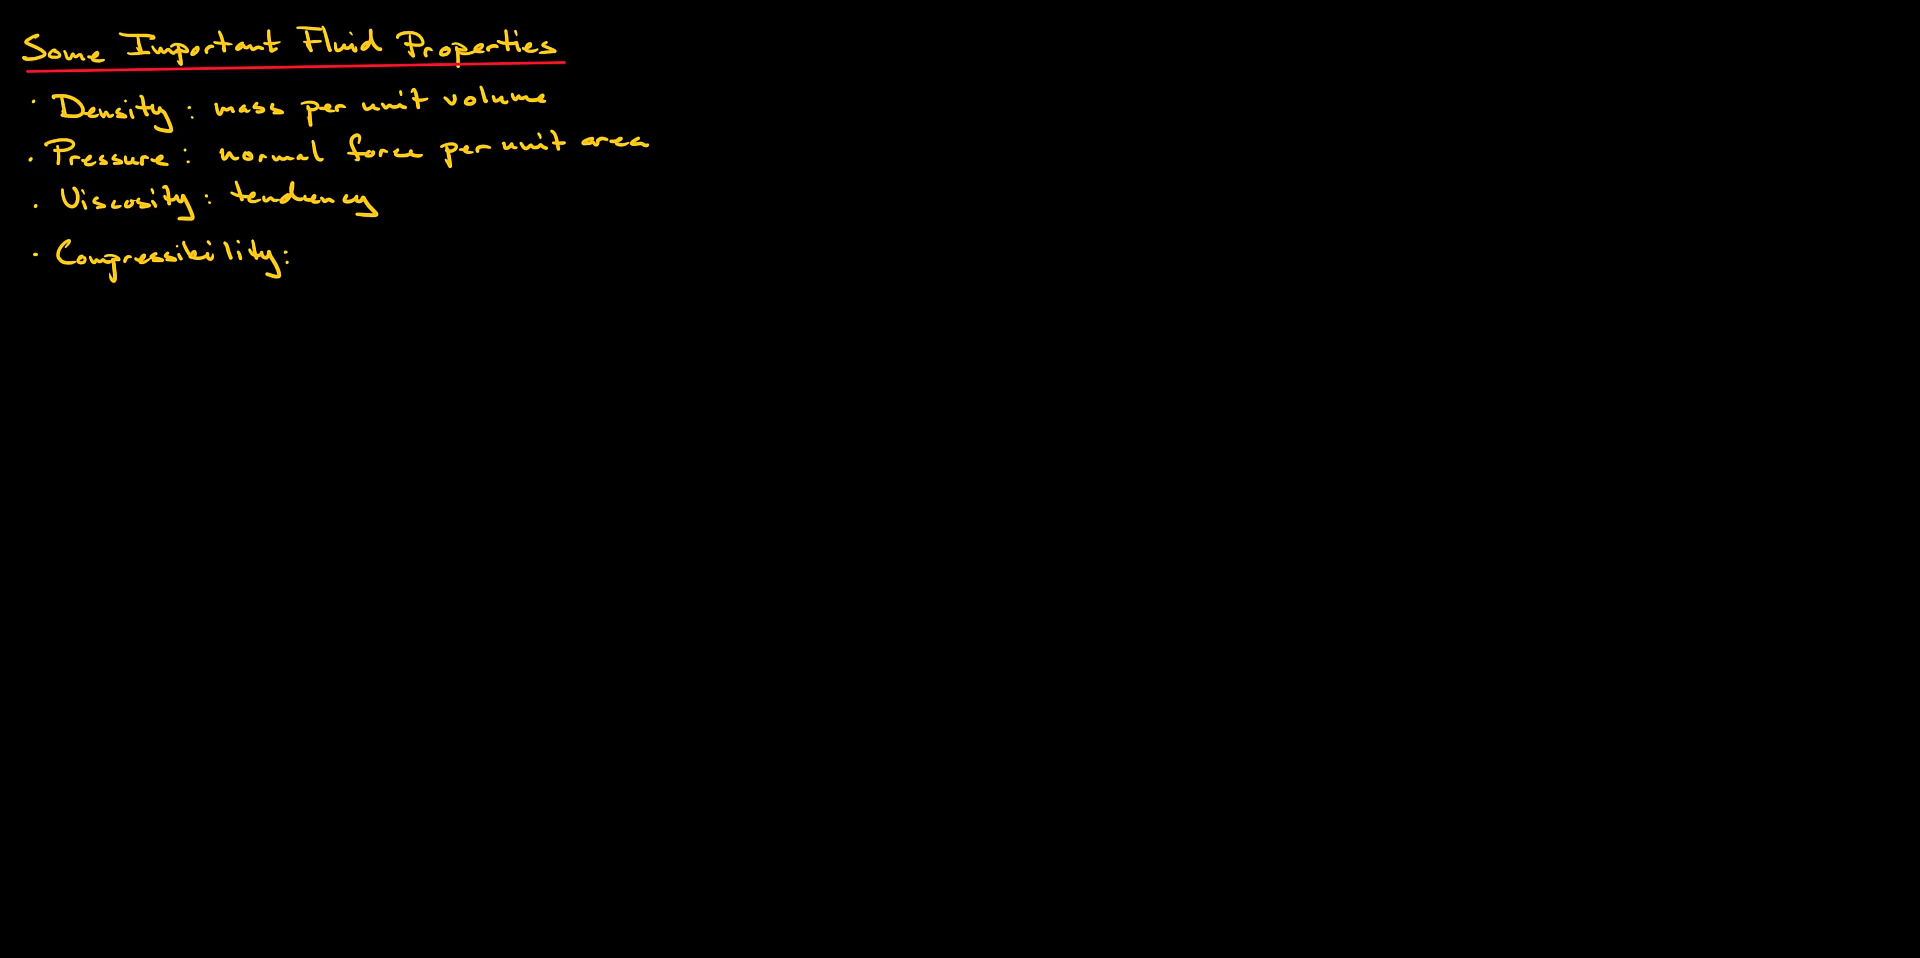 Some Important Fluid Properties
· Density : mass per unit volume
· Pressure : normal force per unit area
· Viscosity : tendency
· Compressibility: